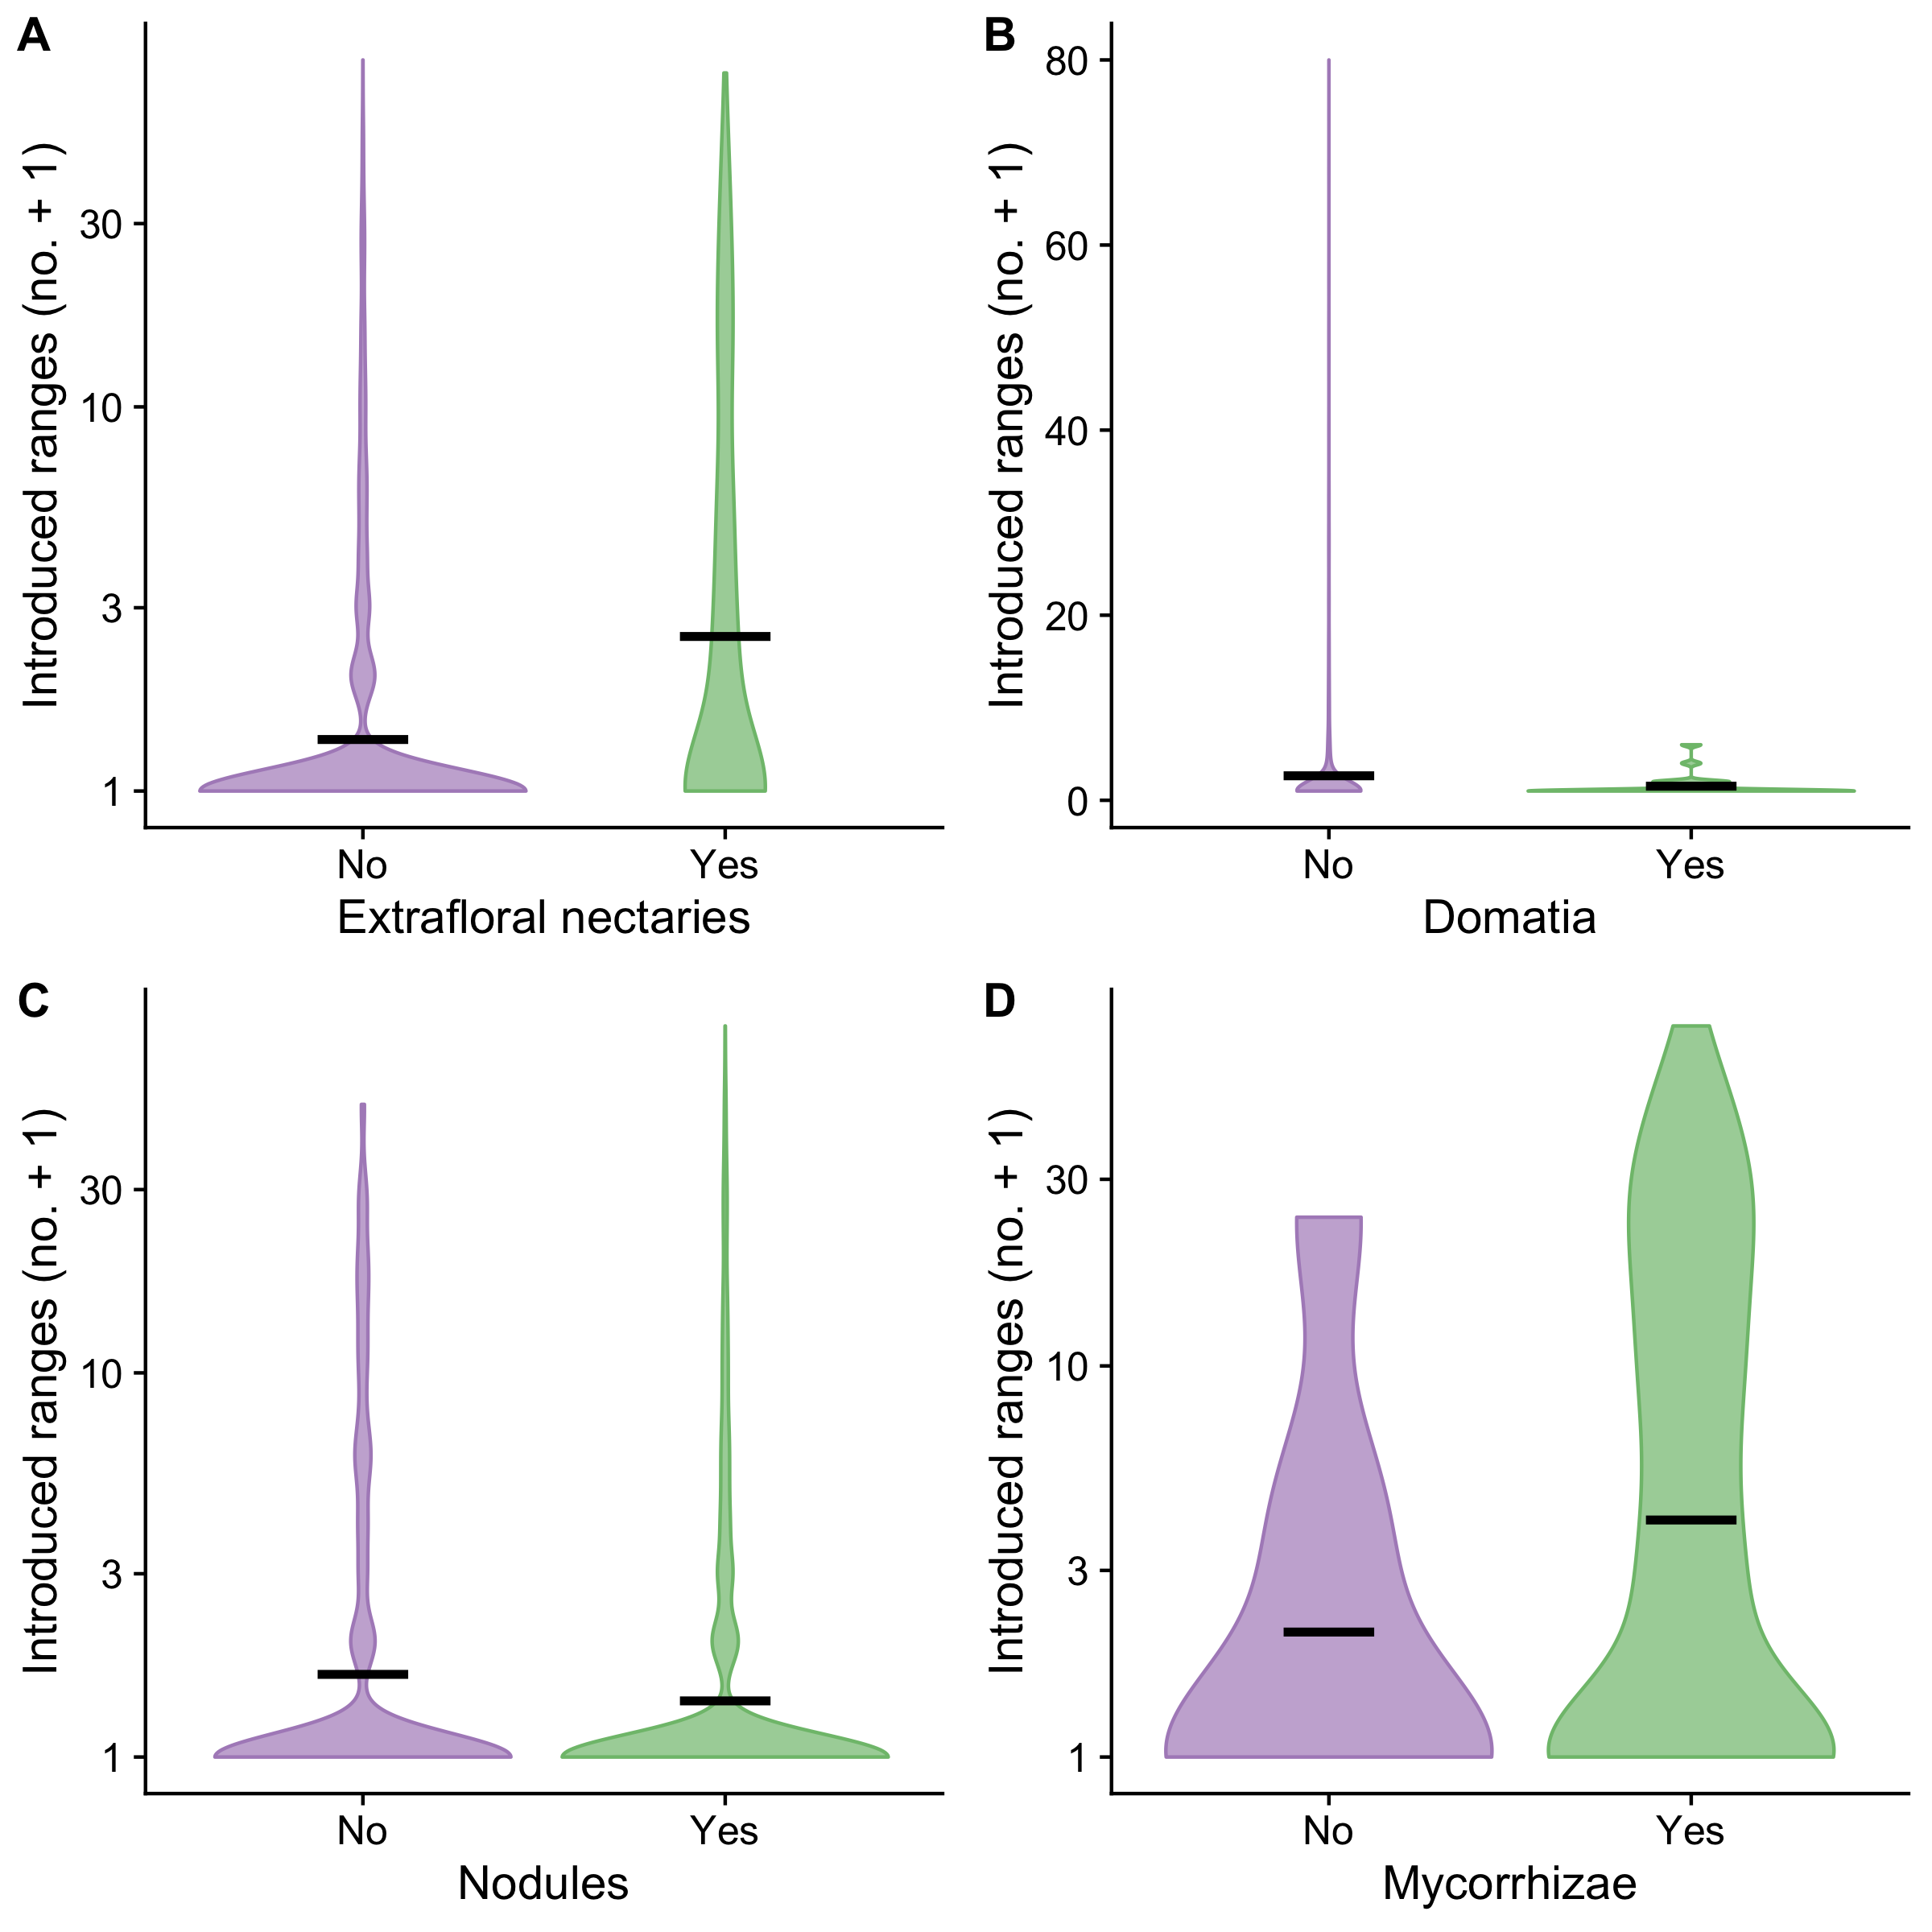 A
Introduced ranges (no. + 1)
30
10
3
1
No
Yes
Extrafloral nectaries
B
Introduced ranges (no. + 1)
80
60
40
20
0
No
Yes
Domatia
C
Introduced ranges (no. + 1)
30
10
3
1
No
Yes
Nodules
D
Introduced ranges (no. + 1)
30
10
3
1
No
Yes
Mycorrhizae